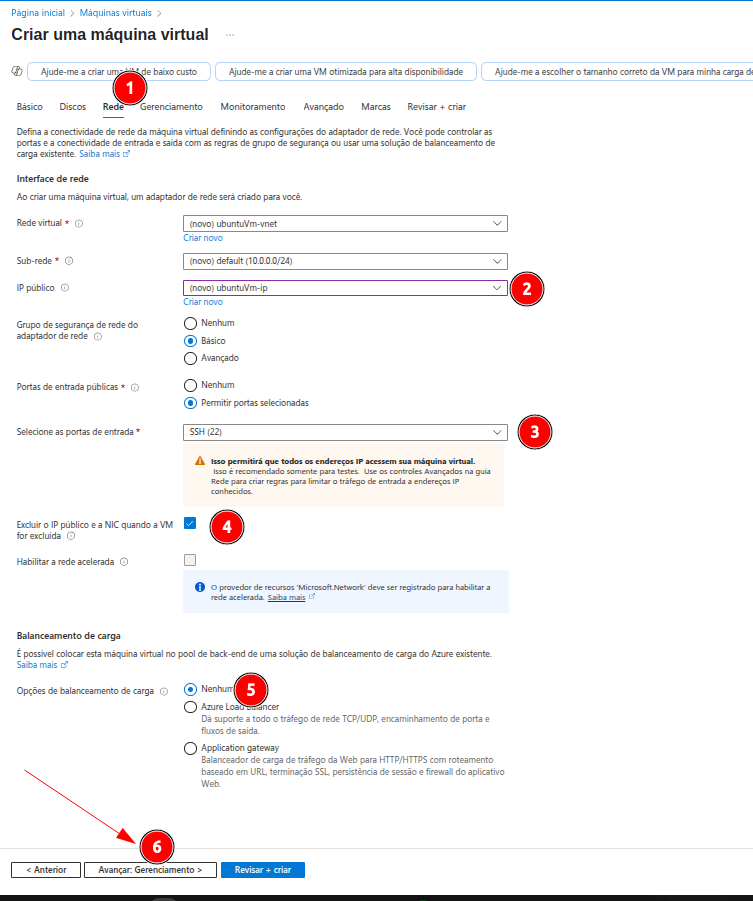 Página inicial > Máquinas virtuais >
Criar uma máquina virtual ...
Ajude-me a criar uma VM de baixo custo
Ajude-me a criar uma VM otimizada para alta disponibilidade
Ajude-me a escolher o tamanho correto da VM para minha carga de
1
Básico Discos Rede Gerenciamento Monitoramento Avançado Marcas Revisar + criar
Defina a conectividade de rede da máquina virtual definindo as configurações do adaptador de rede. Você pode controlar as
portas e a conectividade de entrada e saída com as regras de grupo de segurança ou usar uma solução de balanceamento de
carga existente. Saiba mais
Interface de rede
Ao criar uma máquina virtual, um adaptador de rede será criado para você.
Rede virtual *
(novo) ubuntuVm-vnet
Criar novo
Sub-rede *
(novo) default (10.0.0.0/24)
IP público
(novo) ubuntuVm-ip
2
Criar novo
Grupo de segurança de rede do
adaptador de rede
Nenhum
Básico
Avançado
Portas de entrada públicas *
Nenhum
Permitir portas selecionadas
Selecione as portas de entrada *
SSH (22)
3
Isso permitirá que todos os endereços IP acessem sua máquina virtual.
Isso é recomendado somente para testes. Use os controles Avançados na guia
Rede para criar regras para limitar o tráfego de entrada a endereços IP
conhecidos.
Excluir o IP público e a NIC quando a VM
for excluída
4
Habilitar a rede acelerada
O provedor de recursos 'Microsoft.Network' deve ser registrado para habilitar a
rede acelerada. Saiba mais
Balanceamento de carga
É possível colocar esta máquina virtual no pool de back-end de uma solução de balanceamento de carga do Azure existente.
Saiba mais
Opções de balanceamento de carga
Nenhum
5
Azure Load balancer
Dá suporte a todo o tráfego de rede TCP/UDP, encaminhamento de porta e
fluxos de saída.
Application gateway
Balanceador de carga de tráfego da Web para HTTP/HTTPS com roteamento
baseado em URL, terminação SSL, persistência de sessão e firewall do aplicativo
Web.
6
< Anterior
Avançar: Gerenciamento >
Revisar + criar